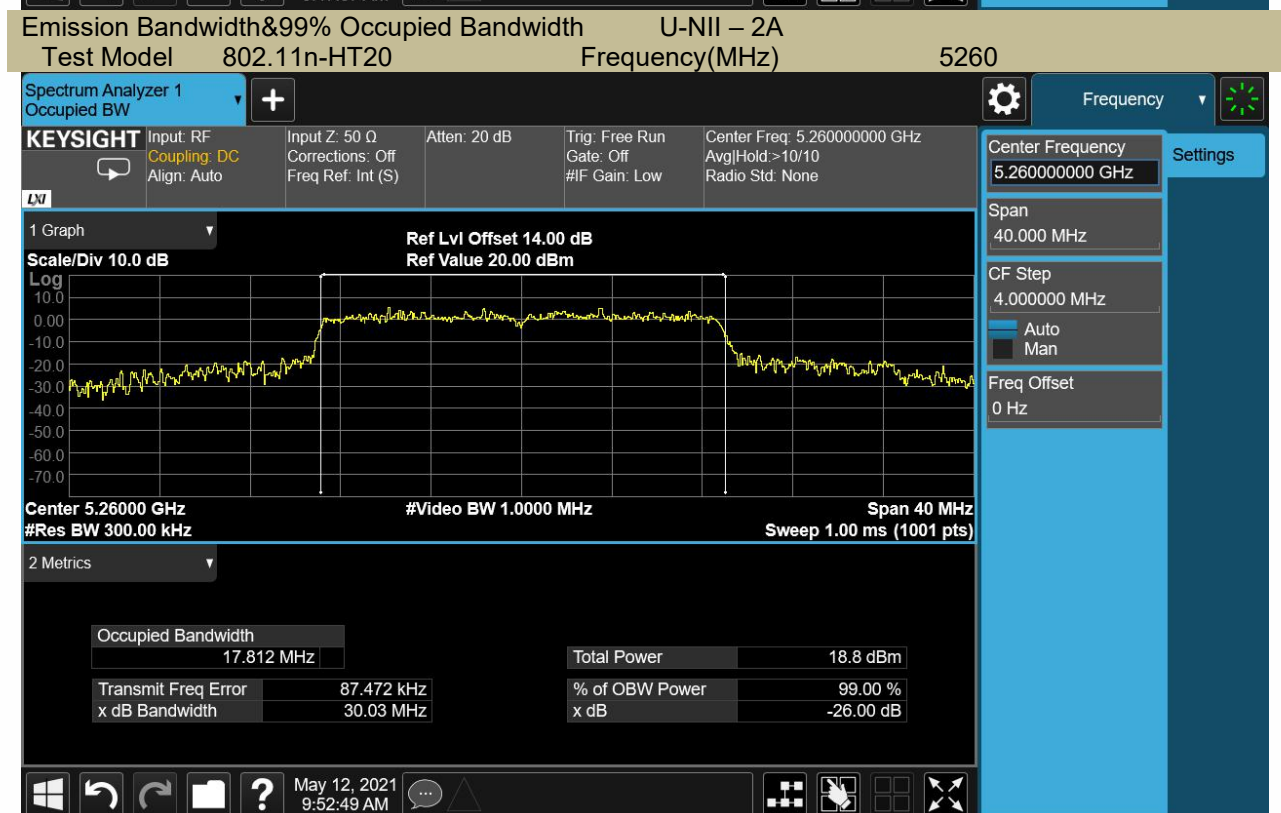 Emission Bandwidth&99% Occupied Bandwidth U-NII – 2A
Test Model 802.11n-HT20 Frequency(MHz) 5260
Spectrum Analyzer 1
Occupied BW
+
Frequency
KEYSIGHT
LXI
Input: RF
Coupling: DC
Align: Auto
Input Z: 50 Ω
Corrections: Off
Freq Ref: Int (S)
Atten: 20 dB
Trig: Free Run
Gate: Off
#IF Gain: Low
Center Freq: 5.260000000 GHz
Avg|Hold:>10/10
Radio Std: None
Center Frequency
5.260000000 GHz
Settings
Span
40.000 MHz
CF Step
4.000000 MHz
Auto
Man
Freq Offset
0 Hz
1 Graph
Scale/Div 10.0 dB
Ref Lvl Offset 14.00 dB
Ref Value 20.00 dBm
Log
10.0
0.00
-10.0
-20.0
-30.0
-40.0
-50.0
-60.0
-70.0
Center 5.26000 GHz
#Res BW 300.00 kHz
#Video BW 1.0000 MHz
Span 40 MHz
Sweep 1.00 ms (1001 pts)
2 Metrics
Occupied Bandwidth
17.812 MHz
Total Power 18.8 dBm
Transmit Freq Error 87.472 kHz
% of OBW Power 99.00 %
x dB Bandwidth 30.03 MHz
x dB -26.00 dB
?
May 12, 2021
9:52:49 AM